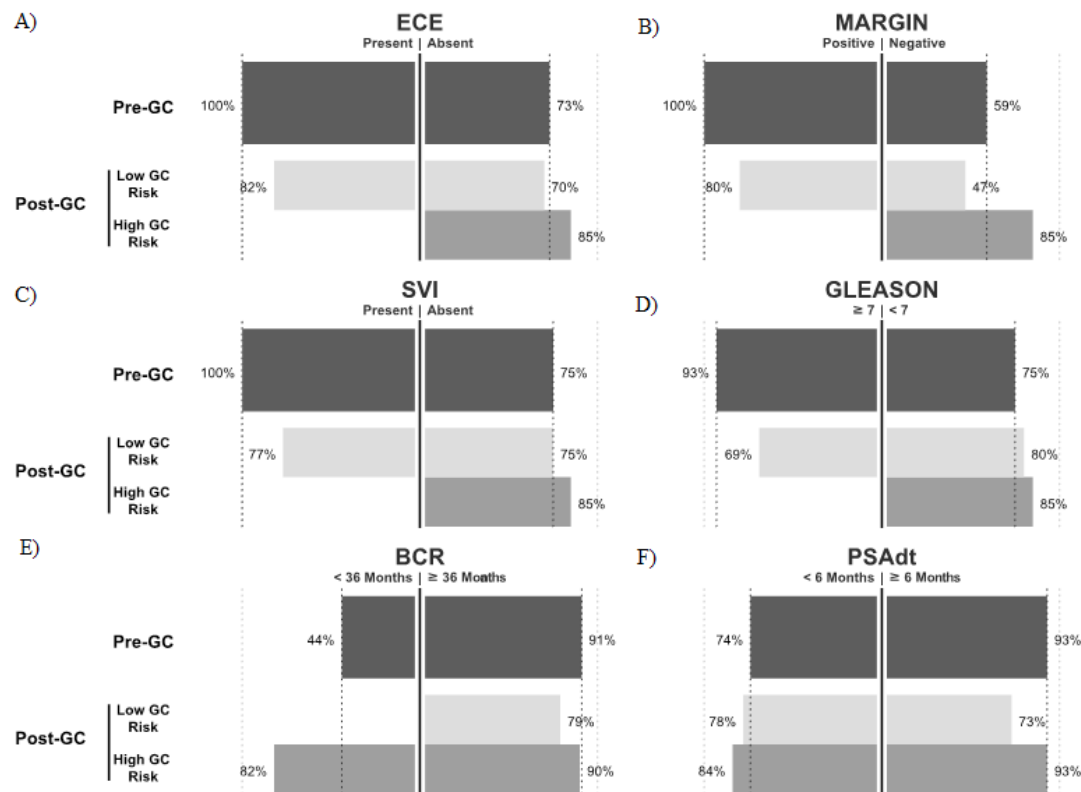 A) ECE B) MARGIN
Present | Absent Positive | Negative
Pre-GC 100% 73% 100% 59%
Low GC Risk 82% 70% 80% 47%
Post-GC
High GC Risk 85% 85%
C) SVI D) GLEASON
Present | Absent ≥ 7 | < 7
Pre-GC 100% 75% 93% 75%
Low GC Risk 77% 75% 69% 80%
Post-GC
High GC Risk 85% 85%
E) BCR F) PSAdt
< 36 Months | ≥ 36 Months < 6 Months | ≥ 6 Months
Pre-GC 44% 91% 74% 93%
Low GC Risk 79% 78% 73%
Post-GC
High GC Risk 82% 90% 84% 93%